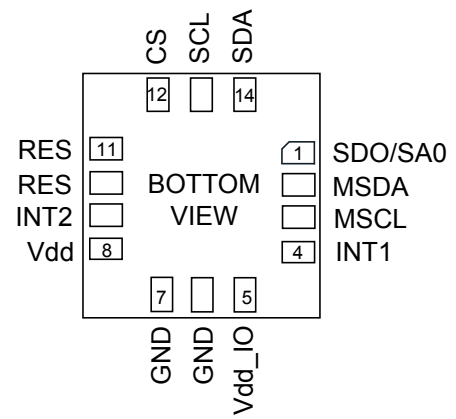 CS
SCL
SDA
12
14
RES
11
1
SDO/SA0
RES
BOTTOM
MSDA
INT2
VIEW
MSCL
Vdd
8
4
INT1
7
5
GND
GND
Vdd_IO